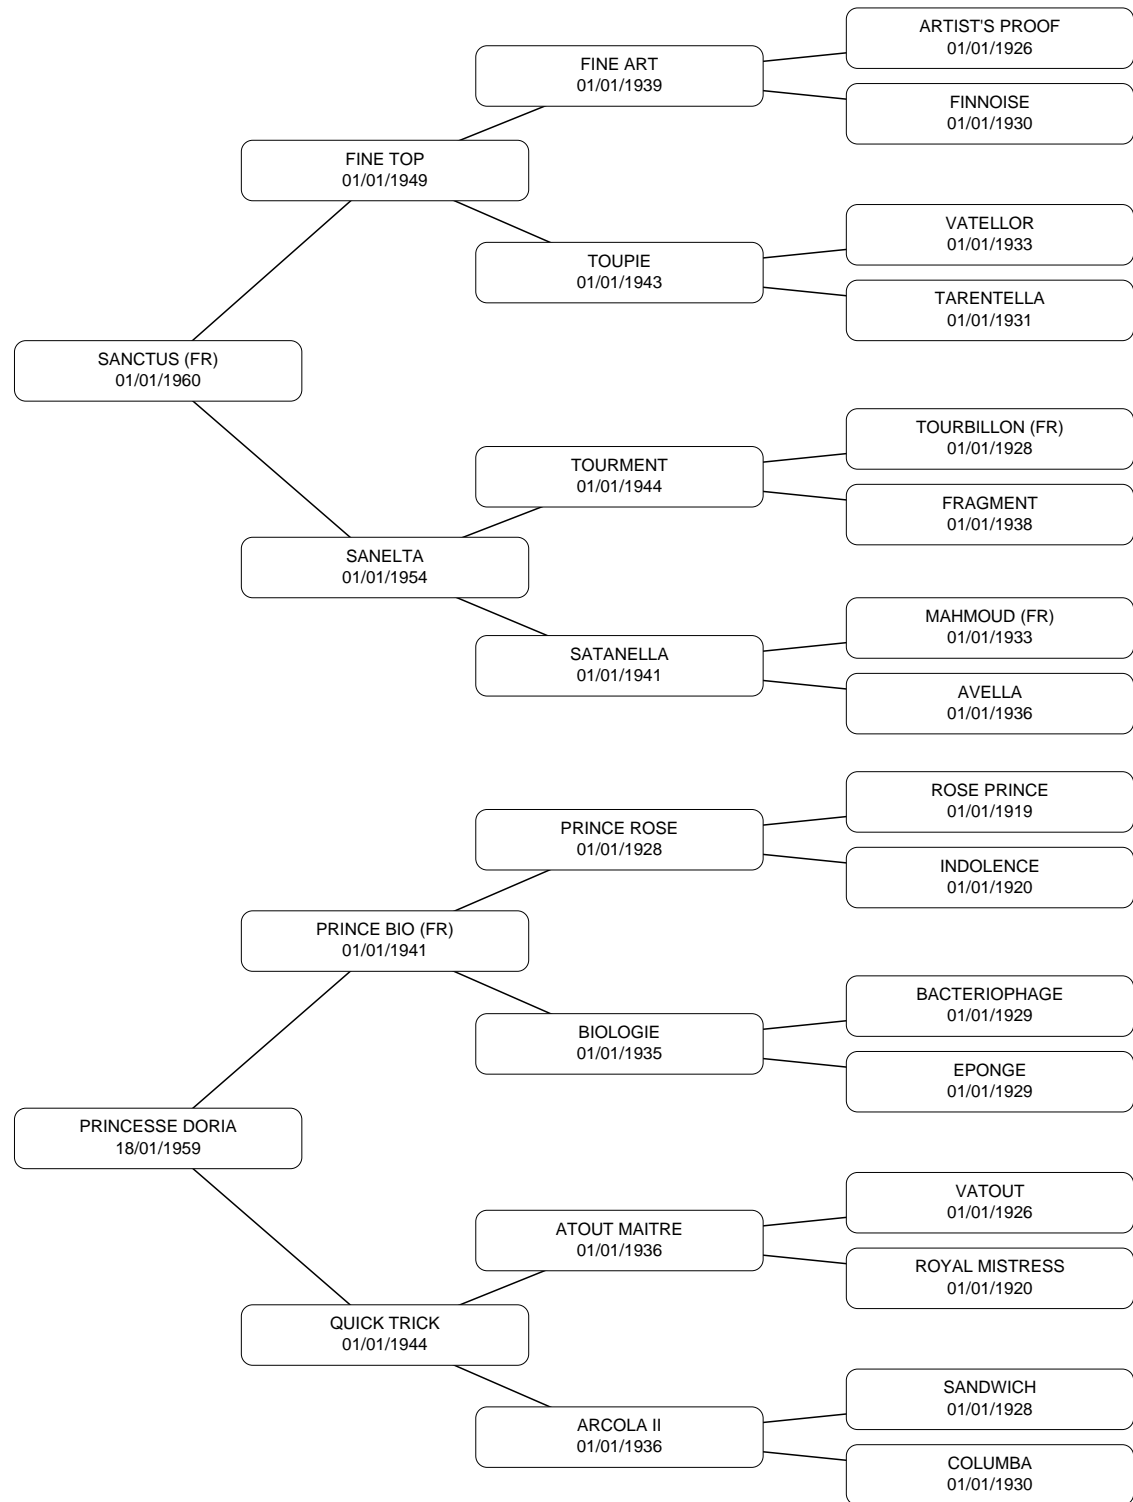 ARTIST'S PROOF
01/01/1926
FINE ART
01/01/1939
FINNOISE
01/01/1930
FINE TOP
01/01/1949
VATELLOR
01/01/1933
TOUPIE
01/01/1943
TARENTELLA
01/01/1931
SANCTUS (FR)
01/01/1960
TOURBILLON (FR)
01/01/1928
TOURMENT
01/01/1944
FRAGMENT
01/01/1938
SANELTA
01/01/1954
MAHMOUD (FR)
01/01/1933
SATANELLA
01/01/1941
AVELLA
01/01/1936
ROSE PRINCE
01/01/1919
PRINCE ROSE
01/01/1928
INDOLENCE
01/01/1920
PRINCE BIO (FR)
01/01/1941
BACTERIOPHAGE
01/01/1929
BIOLOGIE
01/01/1935
EPONGE
01/01/1929
PRINCESSE DORIA
18/01/1959
VATOUT
01/01/1926
ATOUT MAITRE
01/01/1936
ROYAL MISTRESS
01/01/1920
QUICK TRICK
01/01/1944
SANDWICH
01/01/1928
ARCOLA II
01/01/1936
COLUMBA
01/01/1930